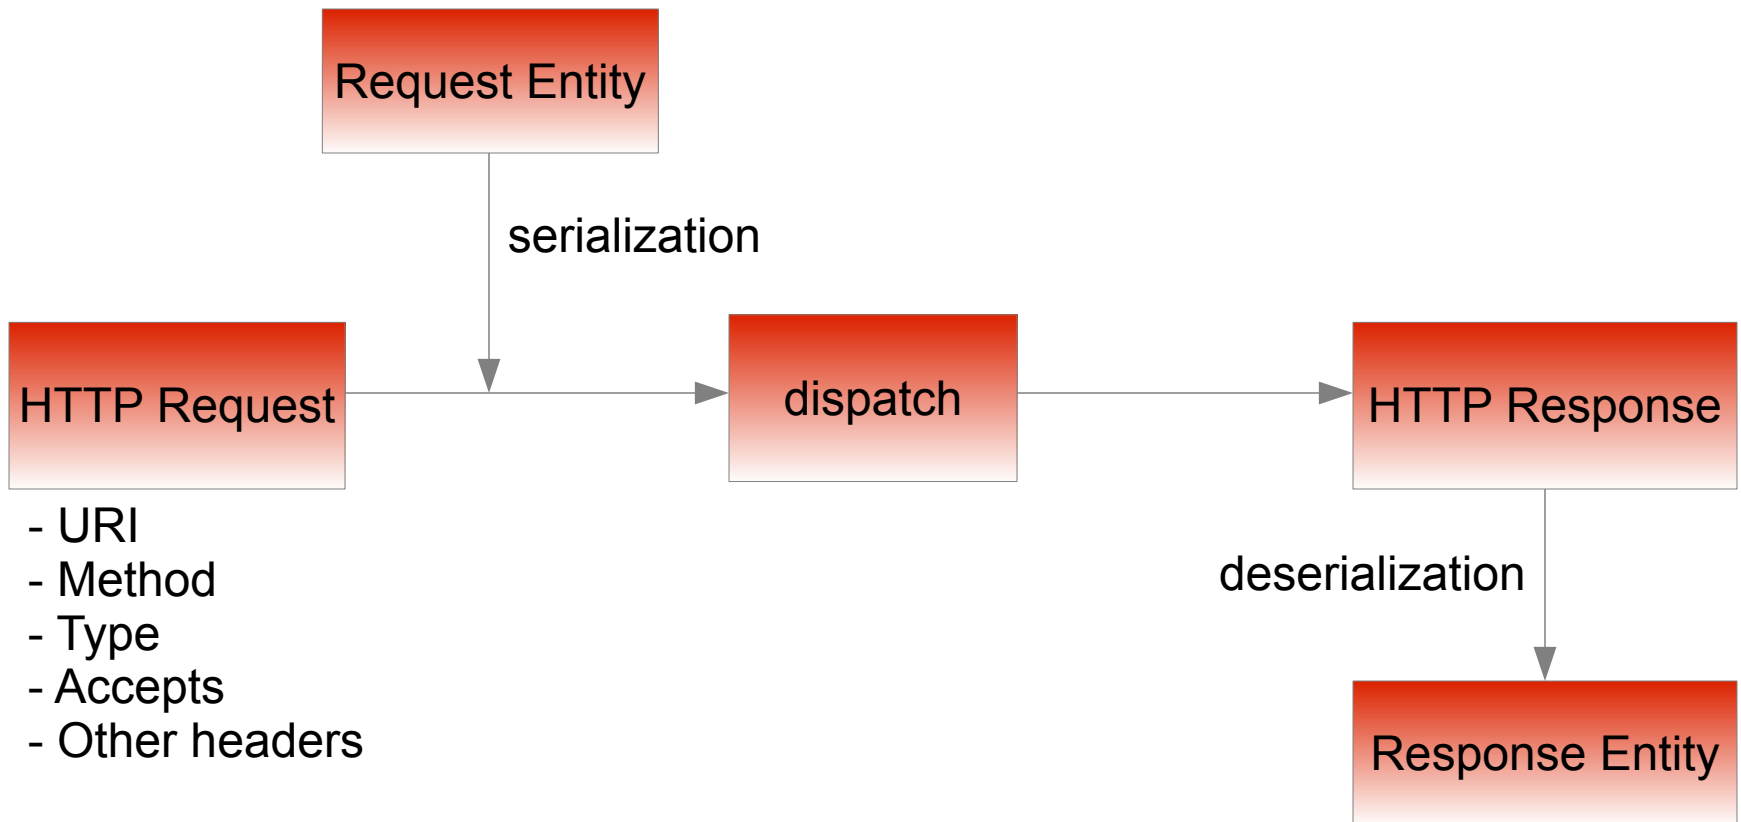 Request Entity
serialization
HTTP Request
dispatch
HTTP Response
- URI
- Method
- Type
- Accepts
- Other headers
deserialization
Response Entity